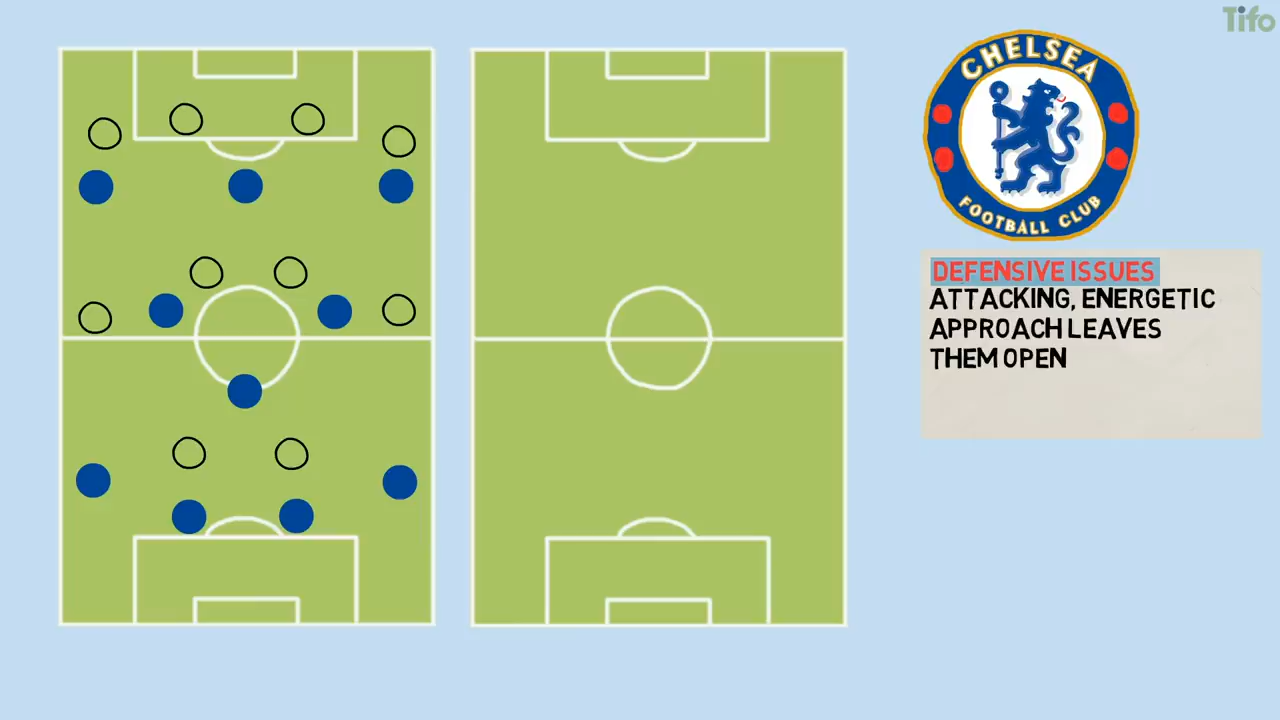 Tifo
CHELSEA
FOOTBALL CLUB
DEFENSIVE ISSUES
ATTACKING, ENERGETIC
APPROACH LEAVES
THEM OPEN